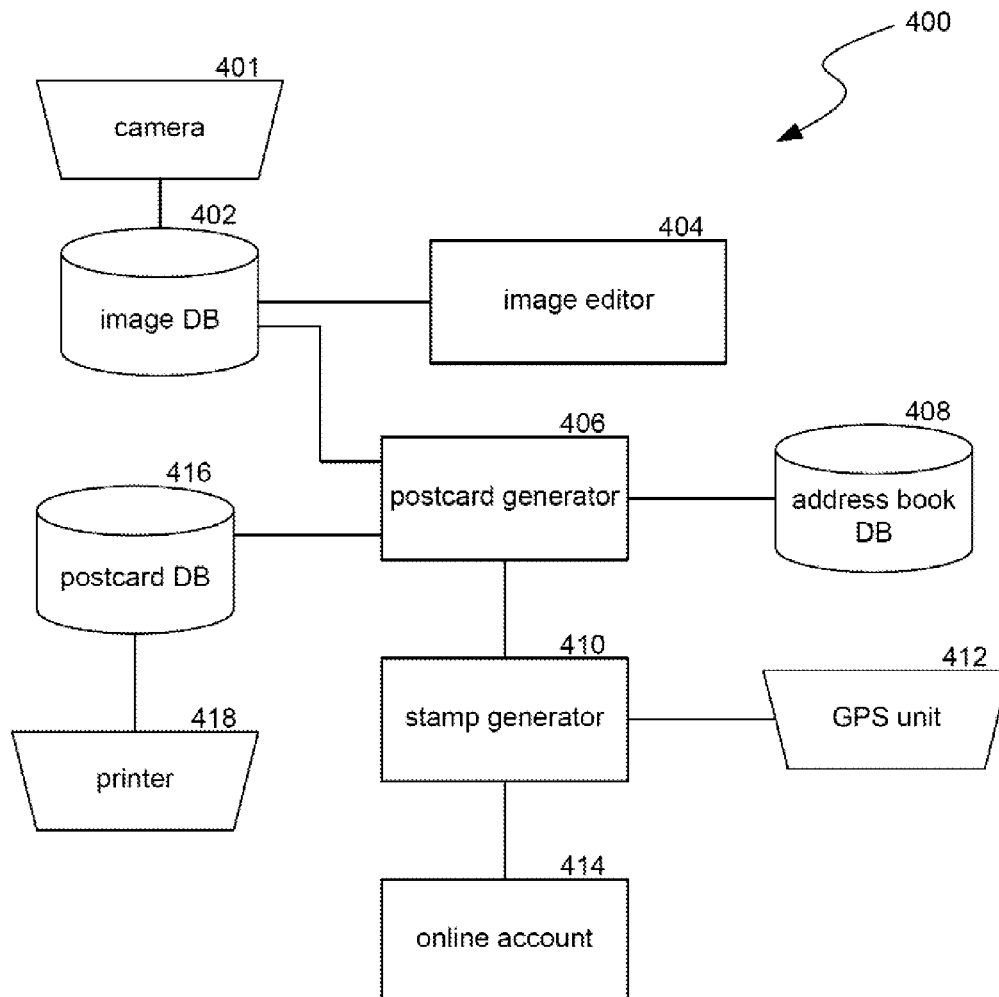 400
401
camera
402
image DB
404
image editor
406
postcard generator
408
address book
DB
416
postcard DB
410
stamp generator
412
GPS unit
418
printer
414
online account